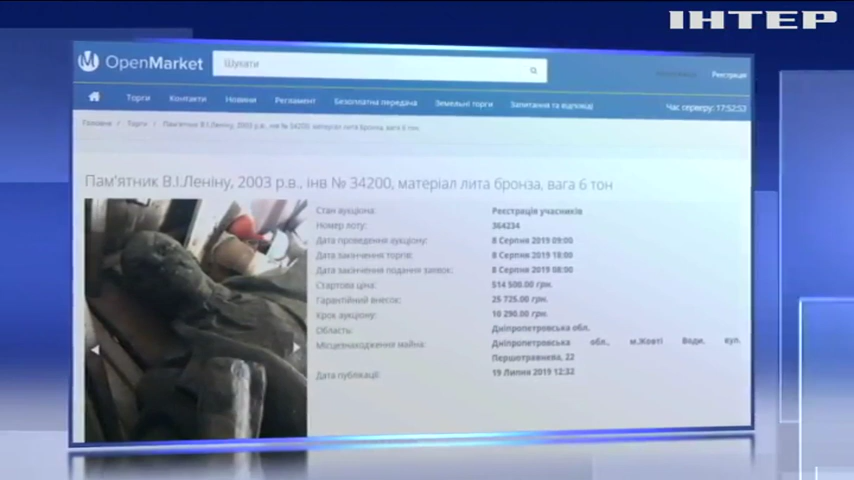 ІНТЕР
OpenMarket
Шукати
Реєстрація
Торги Контакти Новини Регламент Безоплатна передача Земельні торги Запитання та відповіді
Час серверу: 17:52:53
Головна / Торги / Пам'ятник В.І.Леніну, 2003 р.в., інв № 34200, матеріал лита бронза, вага 6 тон
Пам'ятник В.І.Леніну, 2003 р.в., інв № 34200, матеріал лита бронза, вага 6 тон
Стан аукціона: Реєстрація учасників
Номер лоту: 364234
Дата проведення аукціону: 8 Серпня 2019 09:00
Дата закінчення торгів: 8 Серпня 2019 18:00
Дата закінчення подання заявок: 8 Серпня 2019 08:00
Стартова ціна: 514 500.00 грн.
Гарантійний внесок: 25 725.00 грн.
Крок аукціону: 10 290.00 грн.
Область: Дніпропетровська обл.
Місцезнаходження майна: Дніпропетровська обл., м.Жовті Води, вул.
Першотравнева, 22
Дата публікації: 19 Липня 2019 12:32